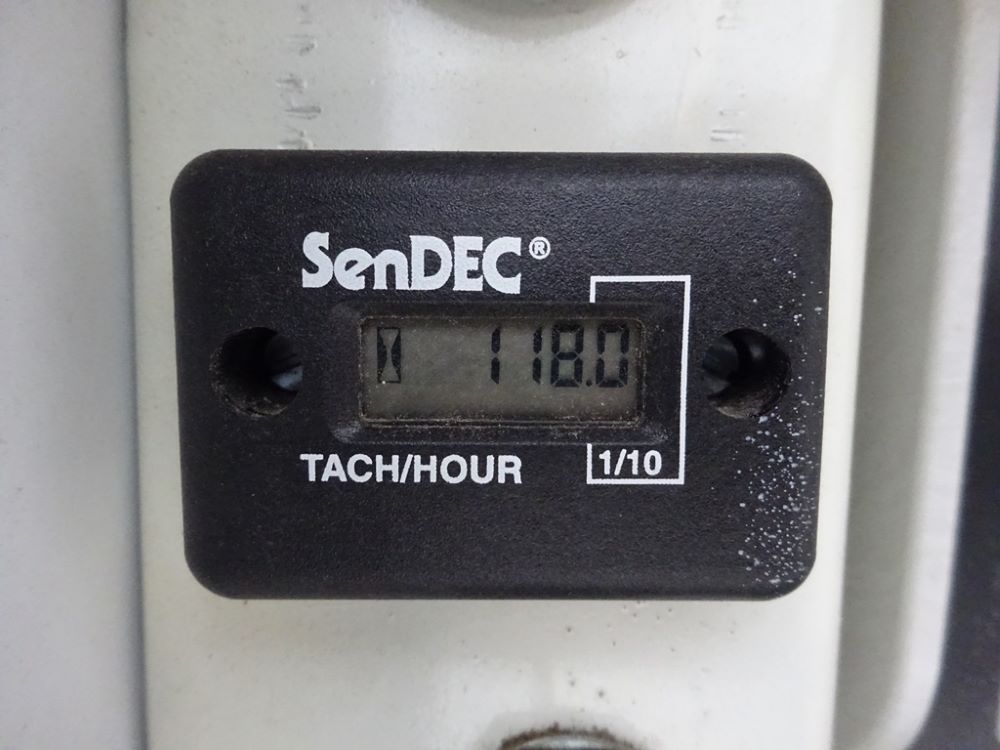 SenDEC®
118.0
TACH/HOUR
1/10